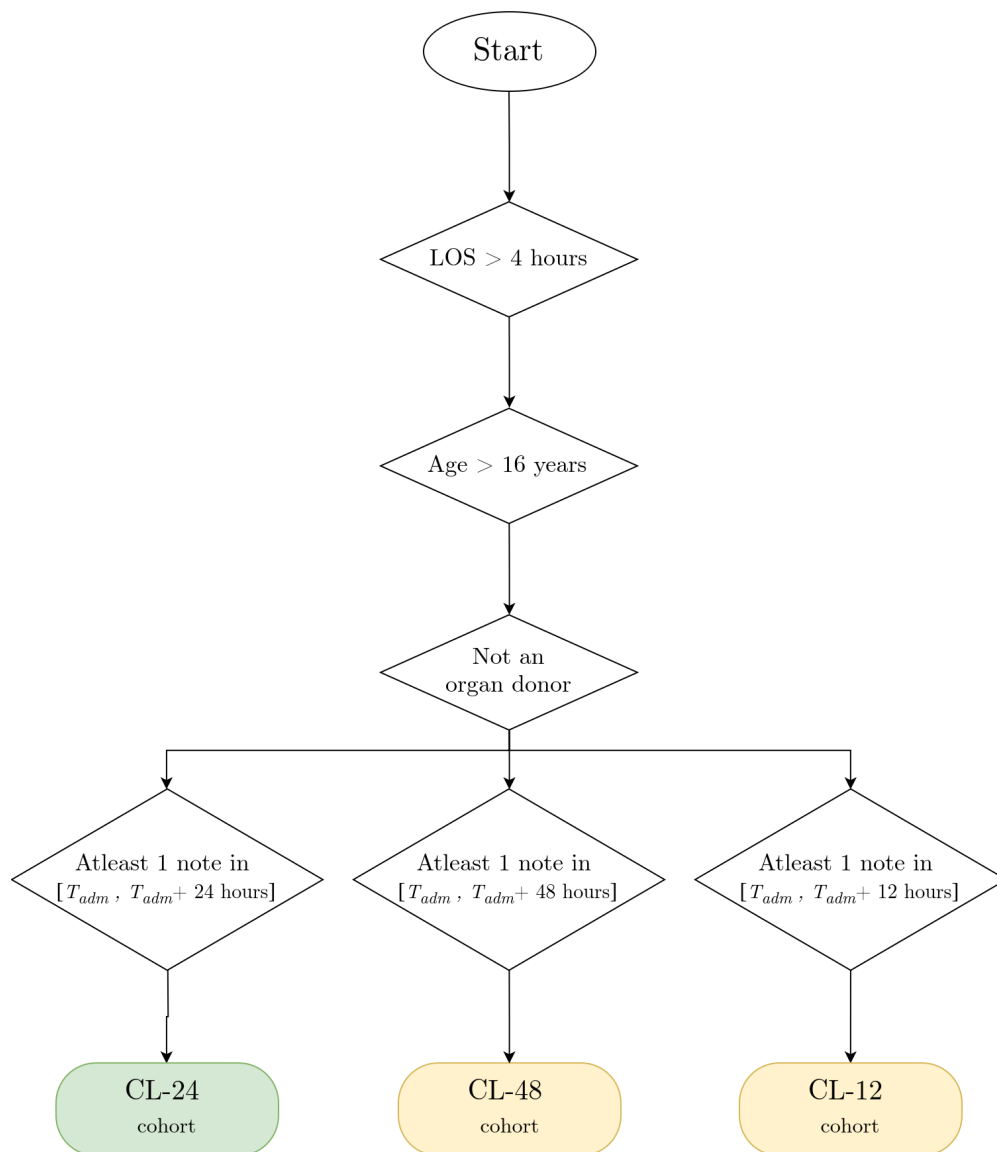 Start
LOS > 4 hours
Age > 16 years
Not an
organ donor
Atleast 1 note in
[T_adm , T_adm + 24 hours]
Atleast 1 note in
[T_adm , T_adm + 48 hours]
Atleast 1 note in
[T_adm , T_adm + 12 hours]
CL-24
cohort
CL-48
cohort
CL-12
cohort